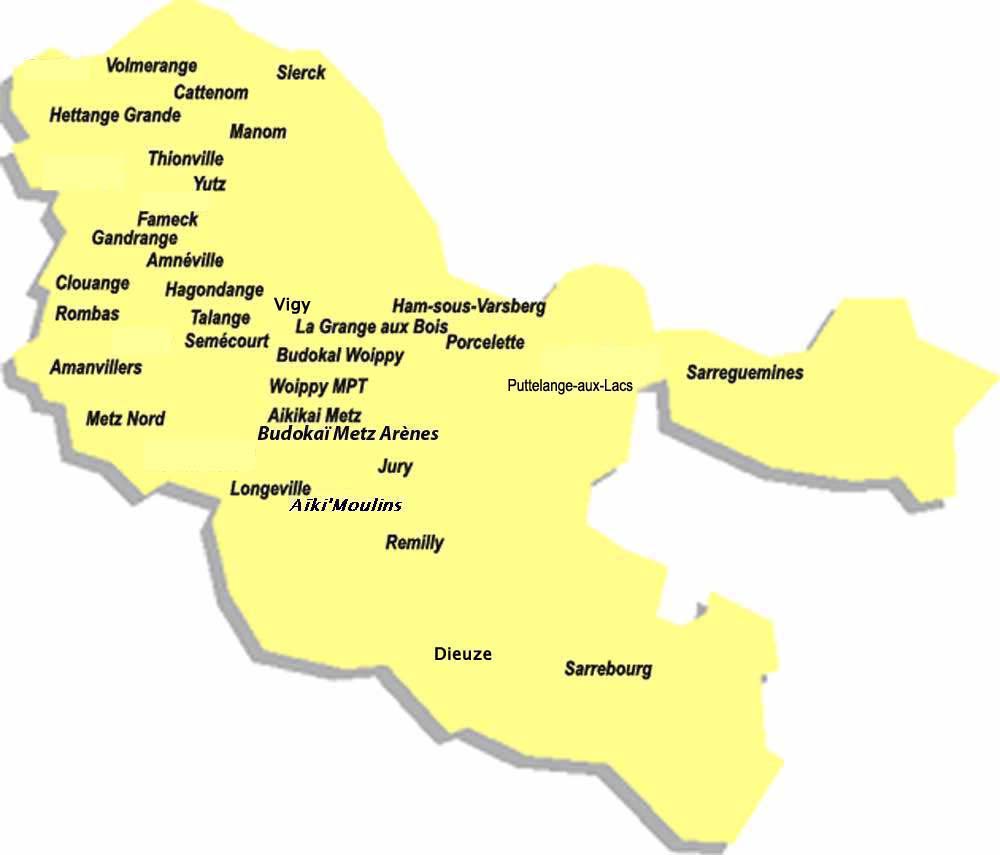 Volmerange
Sierck
Cattenom
Hettange Grande
Manom
Thionville
Yutz
Fameck
Gandrange
Amnéville
Clouange
Hagondange
Vigy
Ham-sous-Varsberg
Rombas
Talange
La Grange aux Bois
Semécourt
Porcelette
Budokal Woippy
Amanvillers
Sarreguemines
Woippy MPT
Puttelange-aux-Lacs
Metz Nord
Aikikai Metz
Budokaï Metz Arènes
Jury
Longeville
Aïki'Moulins
Remilly
Dieuze
Sarrebourg